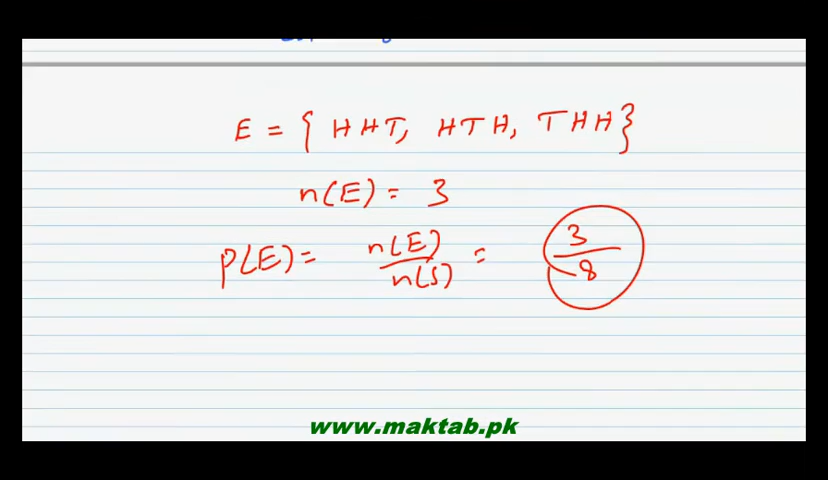 E = { HHT, HTH, THH}
n(E) = 3
P(E) = n(E)/n(S) = 3/8
www.maktab.pk